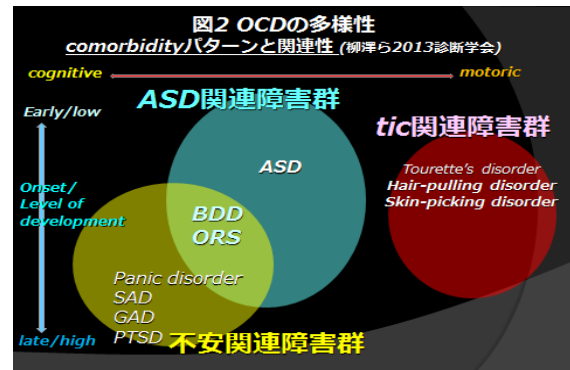 図2 OCDの多様性
comorbidityパターンと関連性 (柳澤ら2013診断学会)
cognitive
motoric
Early/low
ASD関連障害群
tic関連障害群
ASD
Tourette's disorder
Hair-pulling disorder
Skin-picking disorder
Onset/
Level of
development
BDD
ORS
Panic disorder
SAD
GAD
PTSD
不安関連障害群
late/high